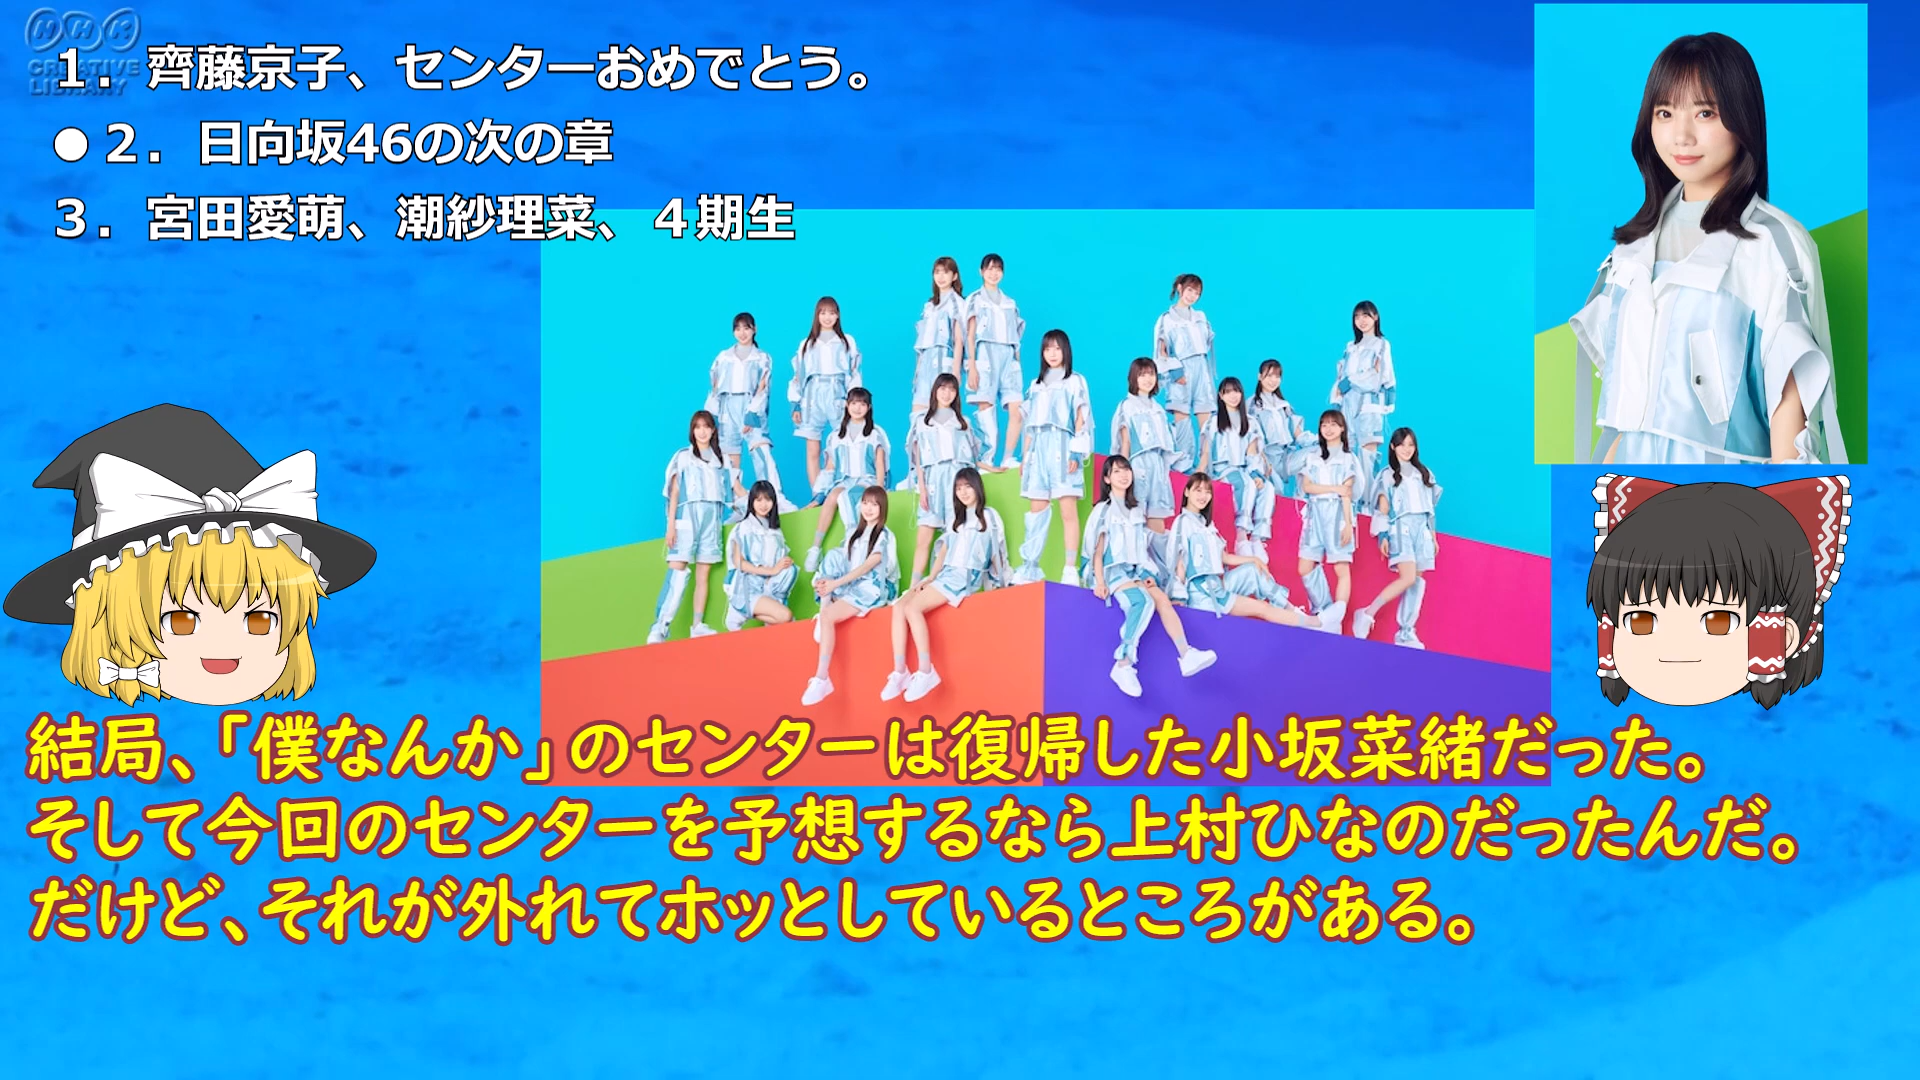 NHK
CREATIVE
LIBRARY
１．齊藤京子、センターおめでとう。
●２．日向坂46の次の章
３．宮田愛萌、潮紗理菜、４期生
結局、「僕なんか」のセンターは復帰した小坂菜緒だった。
そして今回のセンターを予想するなら上村ひなのだったんだ。
だけど、それが外れてホッとしているところがある。